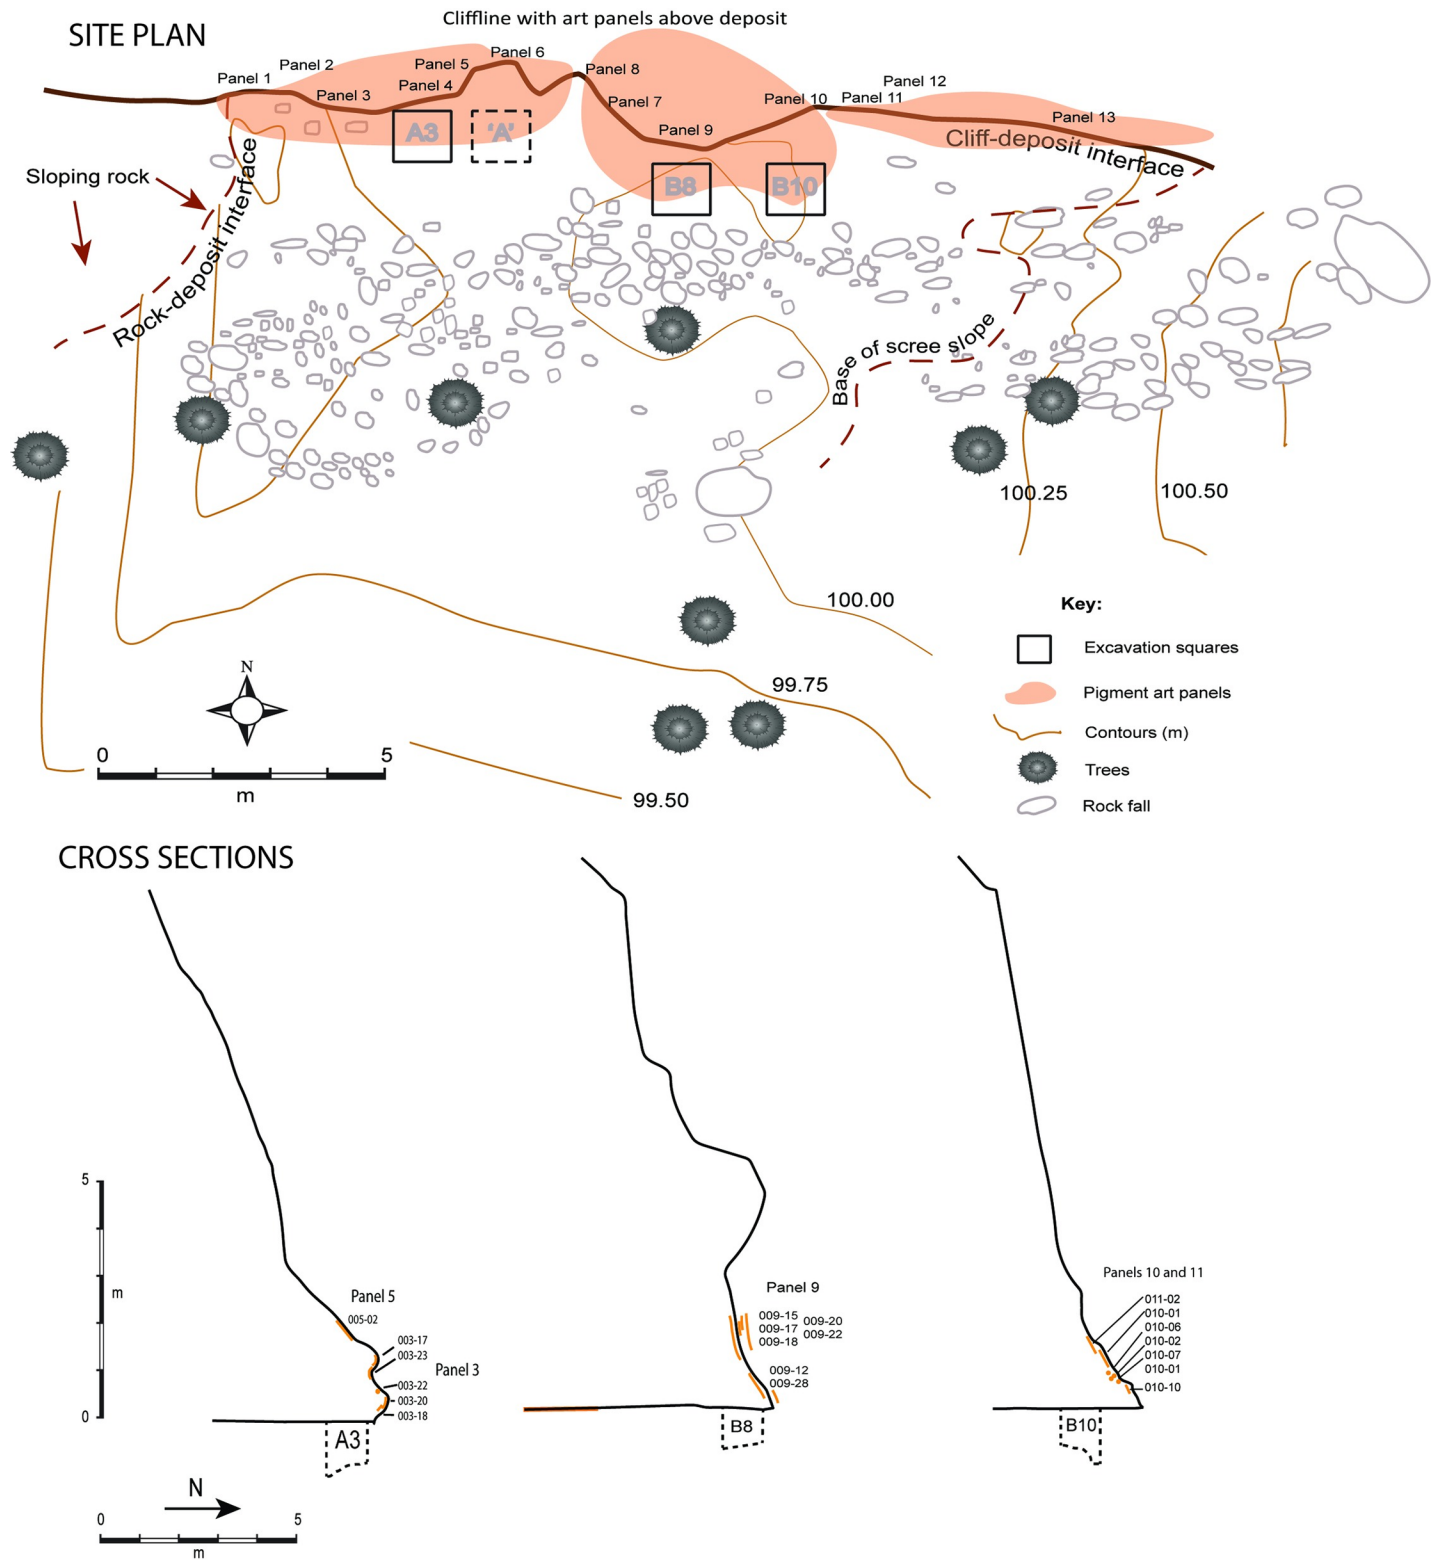 Cliffline with art panels above deposit
SITE PLAN
Panel 1
Panel 2
Panel 3
Panel 4
Panel 5
Panel 6
Panel 8
Panel 7
Panel 9
Panel 10
Panel 11
Panel 12
Panel 13
A3
'A'
B8
B10
Cliff-deposit interface
Sloping rock
Rock-deposit interface
Base of scree slope
100.25
100.50
100.00
99.75
99.50
N
0 5
m
Key:
Excavation squares
Pigment art panels
Contours (m)
Trees
Rock fall
CROSS SECTIONS
5
m
0
Panel 5
005-02
003-17
003-23
Panel 3
003-22
003-20
003-18
A3
Panel 9
009-15
009-17
009-18
009-20
009-22
009-12
009-28
B8
Panels 10 and 11
011-02
010-01
010-06
010-02
010-07
010-01
010-10
B10
N
0 5
m